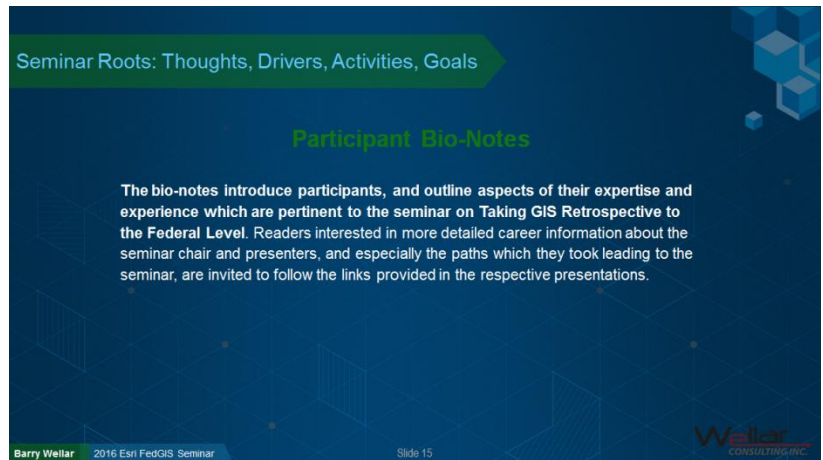 Seminar Roots: Thoughts, Drivers, Activities, Goals
Participant Bio-Notes
The bio-notes introduce participants, and outline aspects of their expertise and
experience which are pertinent to the seminar on Taking GIS Retrospective to
the Federal Level. Readers interested in more detailed career information about the
seminar chair and presenters, and especially the paths which they took leading to the
seminar, are invited to follow the links provided in the respective presentations.
Wellar
CONSULTING INC.
Barry Wellar 2016 Esri FedGIS Seminar Slide 15